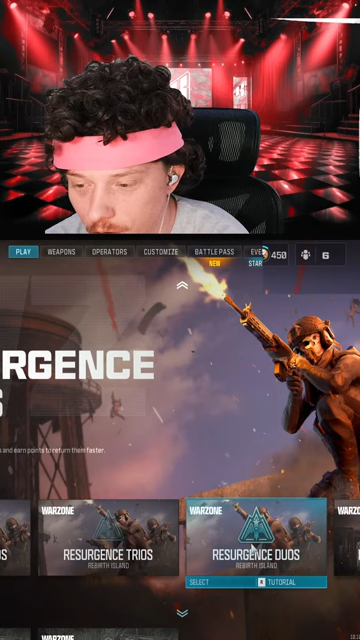 PLAY WEAPONS OPERATORS CUSTOMIZE BATTLE PASS EVE 450 6
NEW STAR
RGENCE
S
s and earn points to return them faster.
WARZONE WARZONE WARZ
S RESURGENCE TRIOS RESURGENCE DUOS
REBIRTH ISLAND REBIRTH ISLAND
SELECT TUTORIAL